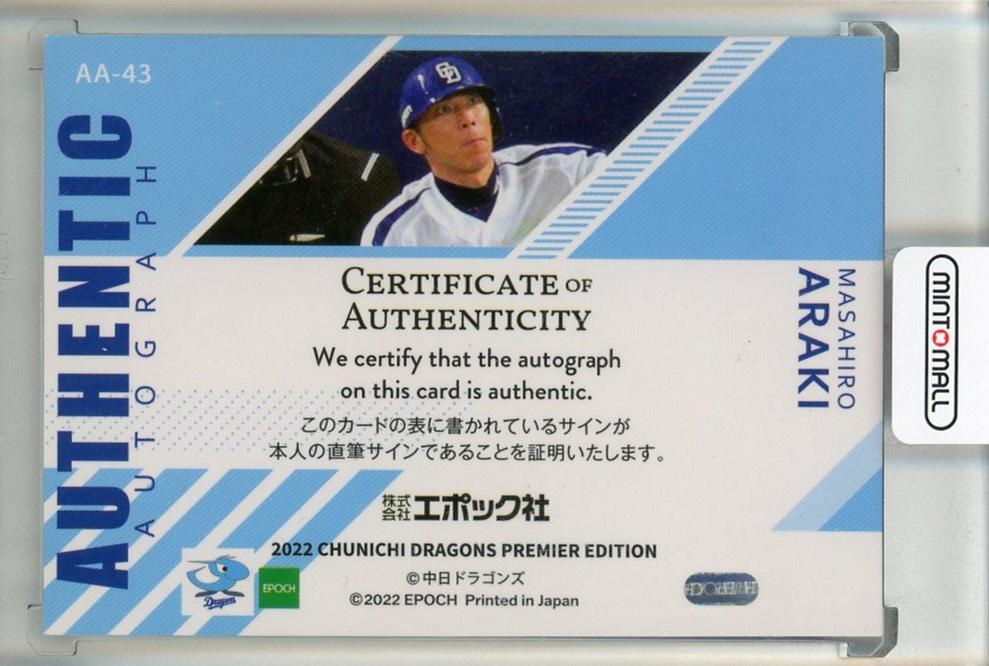 AA-43
AUTHENTIC
AUTOGRAPH
CD
CERTIFICATE OF
AUTHENTICITY
We certify that the autograph
on this card is authentic.
このカードの表に書かれているサインが
本人の直筆サインであることを証明いたします。
株式会社エポック社
2022 CHUNICHI DRAGONS PREMIER EDITION
©中日ドラゴンズ
©2022 EPOCH Printed in Japan
Dragons
EPOCH
MASAHIRO
ARAKI
MINTOMALL